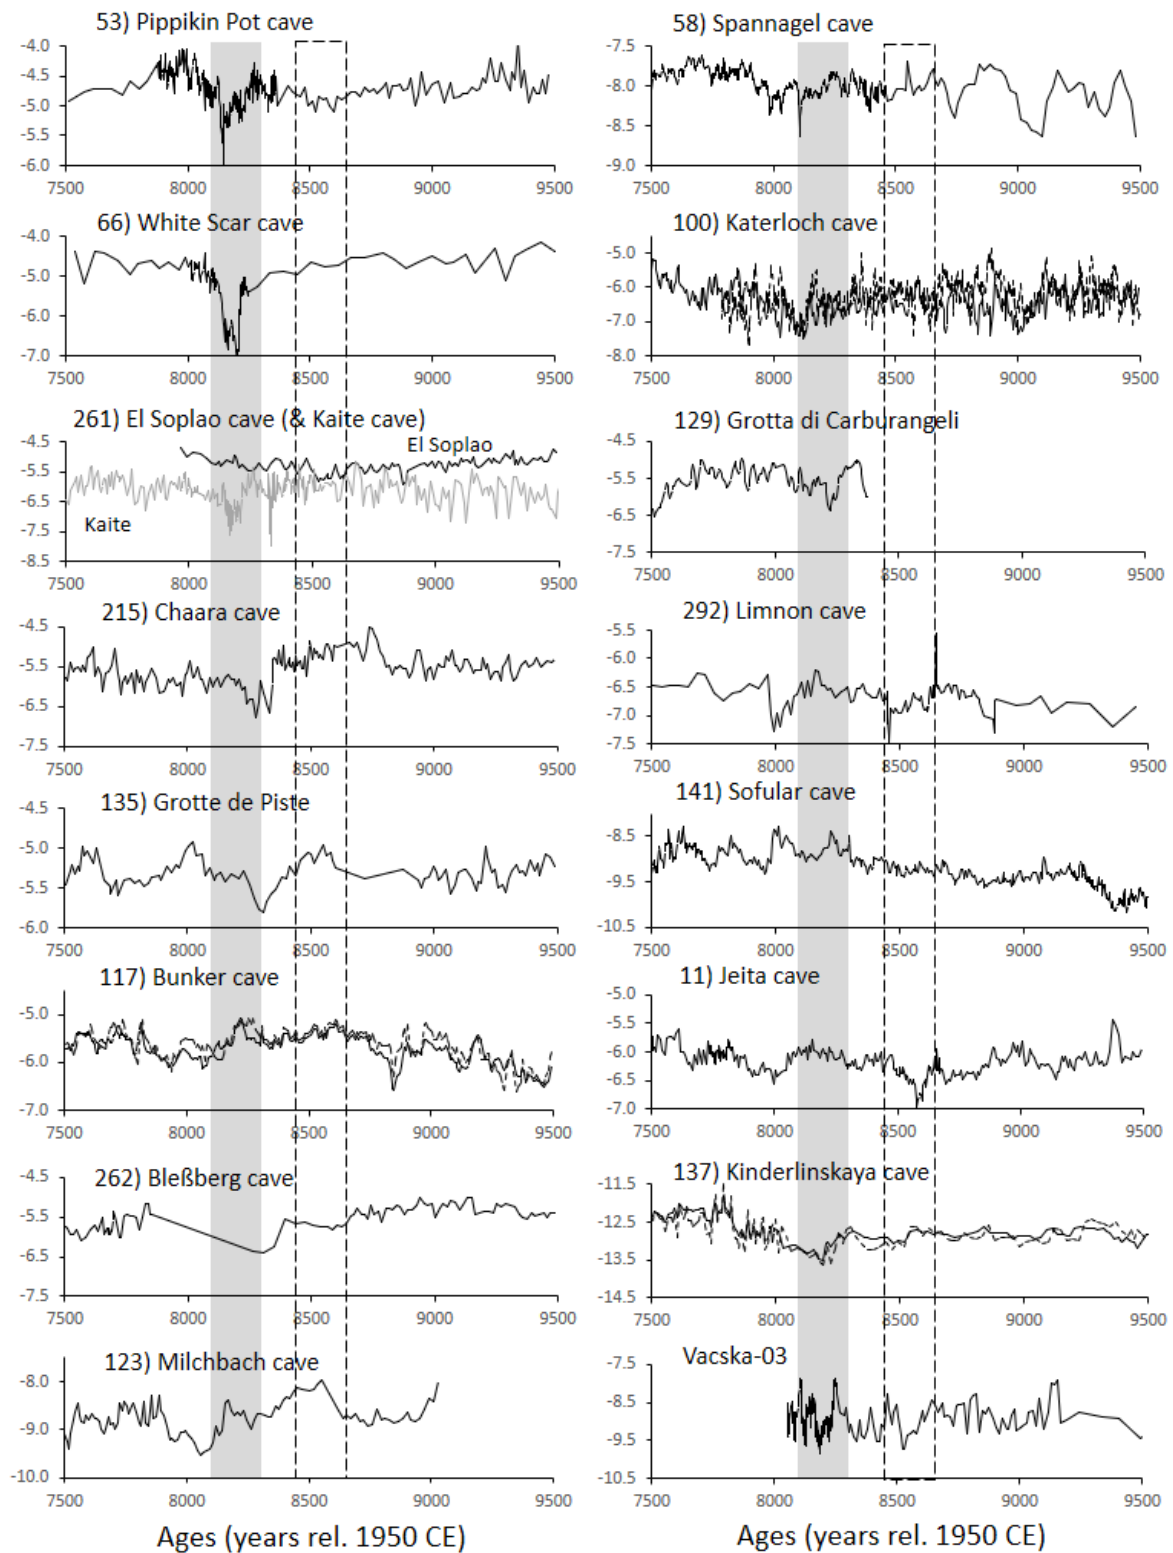 53) Pippikin Pot cave
-4.0
-4.5
-5.0
-5.5
-6.0
7500 8000 8500 9000 9500
66) White Scar cave
-4.0
-5.0
-6.0
-7.0
7500 8000 8500 9000 9500
261) El Soplao cave (& Kaite cave)
El Soplao
Kaite
-4.5
-5.5
-6.5
-7.5
-8.5
7500 8000 8500 9000 9500
215) Chaara cave
-4.5
-5.5
-6.5
-7.5
7500 8000 8500 9000 9500
135) Grotte de Piste
-4.5
-5.0
-5.5
-6.0
7500 8000 8500 9000 9500
117) Bunker cave
-5.0
-6.0
-7.0
7500 8000 8500 9000 9500
262) Bleßberg cave
-4.5
-5.5
-6.5
-7.5
7500 8000 8500 9000 9500
123) Milchbach cave
-8.0
-9.0
-10.0
7500 8000 8500 9000 9500
Ages (years rel. 1950 CE)
58) Spannagel cave
-7.5
-8.0
-8.5
-9.0
7500 8000 8500 9000 9500
100) Katerloch cave
-5.0
-6.0
-7.0
-8.0
7500 8000 8500 9000 9500
129) Grotta di Carburangeli
-4.5
-5.5
-6.5
-7.5
7500 8000 8500 9000 9500
292) Limnon cave
-5.5
-6.0
-6.5
-7.0
-7.5
7500 8000 8500 9000 9500
141) Sofular cave
-8.5
-9.5
-10.5
7500 8000 8500 9000 9500
11) Jeita cave
-5.0
-5.5
-6.0
-6.5
-7.0
7500 8000 8500 9000 9500
137) Kinderlinskaya cave
-11.5
-12.5
-13.5
-14.5
7500 8000 8500 9000 9500
Vacska-03
-7.5
-8.5
-9.5
-10.5
7500 8000 8500 9000 9500
Ages (years rel. 1950 CE)